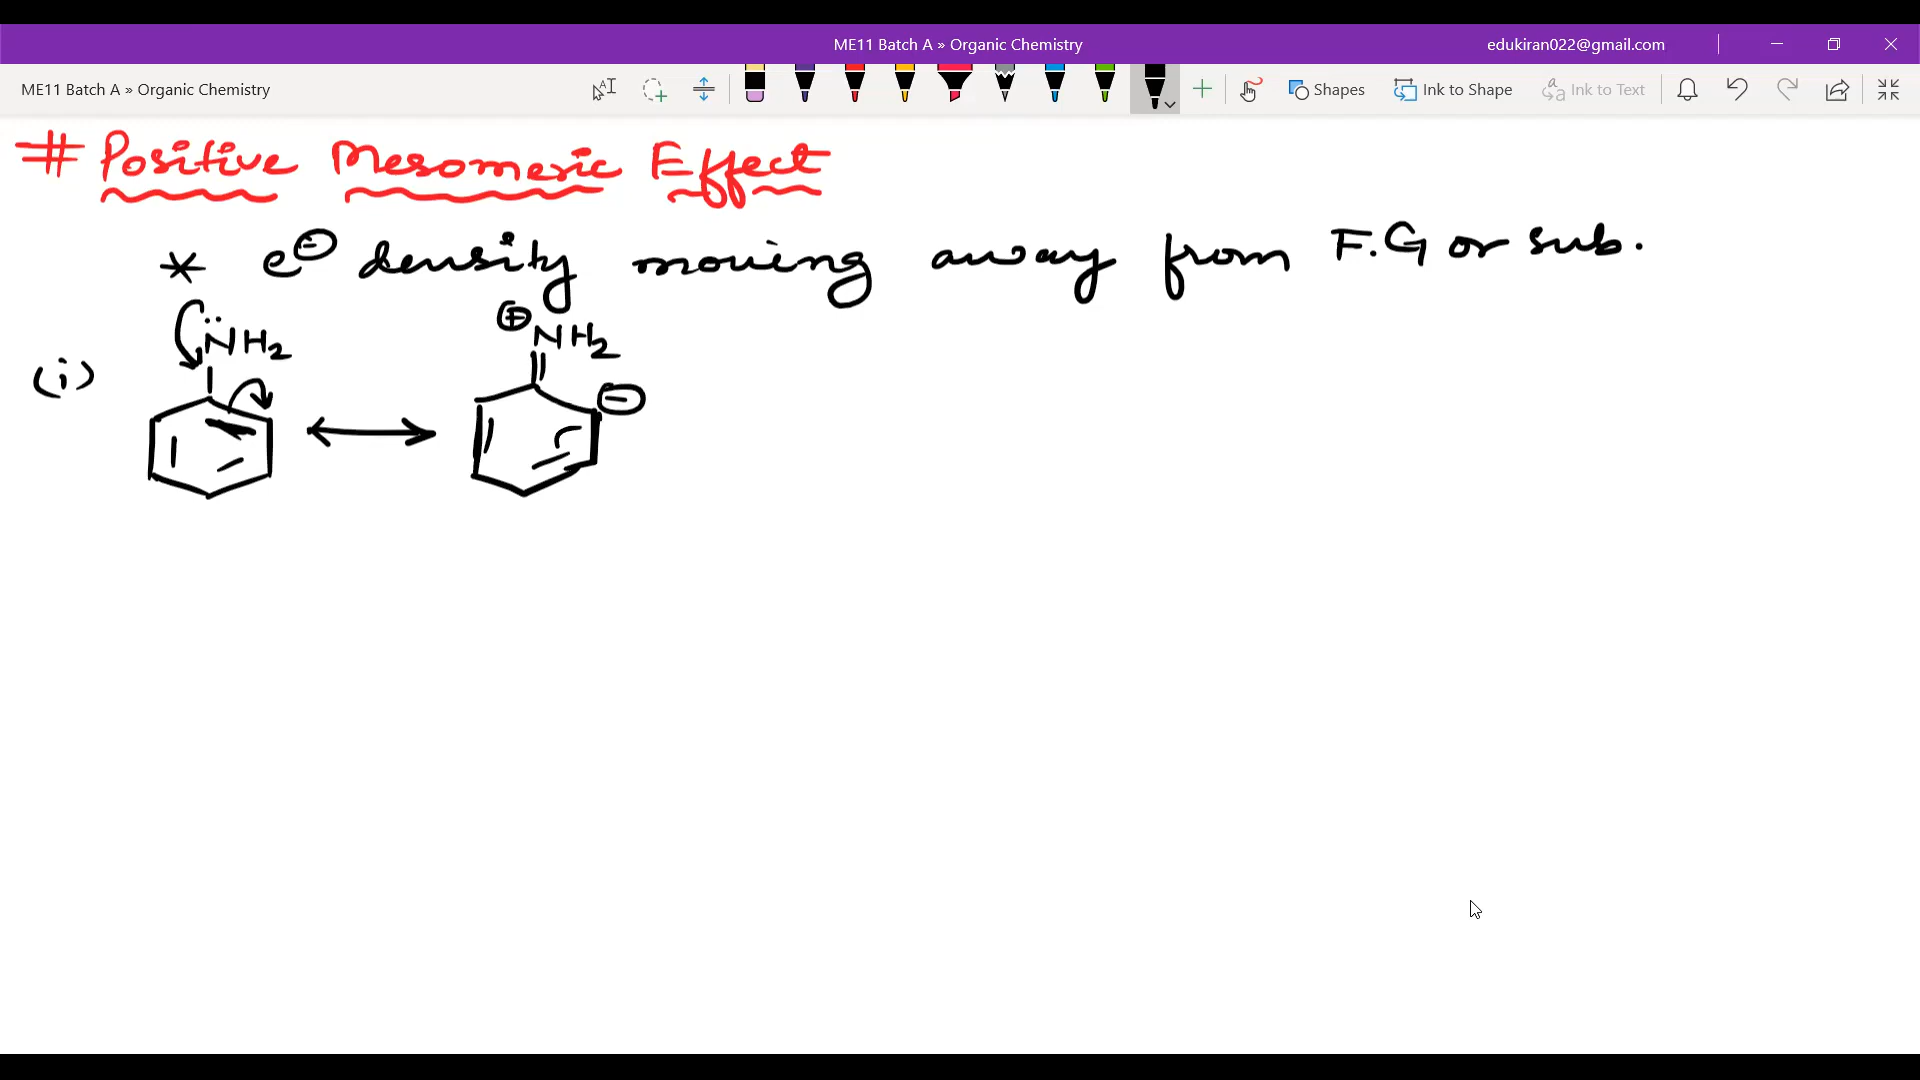 ME11 Batch A » Organic Chemistry
edukiran022@gmail.com
ME11 Batch A » Organic Chemistry
Shapes
Ink to Shape
Ink to Text
# Positive Mesomeric Effect
* e⊖ density moving away from F.G or sub.
(i)
N̈H₂
⊕NH₂
⊖